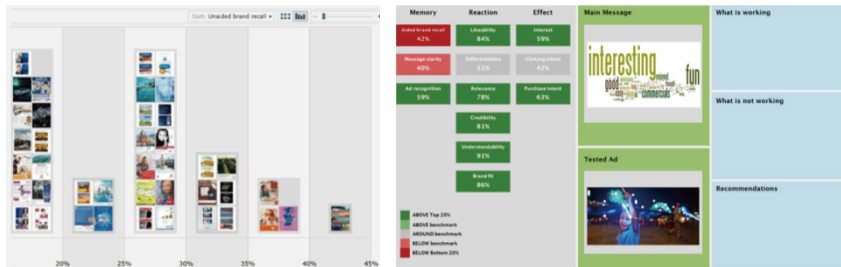 Sort: Unaided brand recall
20%
25%
30%
35%
40%
45%
Memory
Reaction
Effect
Aided brand recall
42%
Likeability
84%
Interest
59%
Message clarity
60%
Differentiation
51%
Clicking intent
42%
Ad recognition
59%
Relevance
78%
Purchase intent
63%
Credibility
81%
Understandability
91%
Brand Fit
86%
ABOVE Top 20%
ABOVE benchmark
AROUND benchmark
BELOW benchmark
BELOW Bottom 20%
Main Message
interesting
good
fun
commercials
Tested Ad
What is working
What is not working
Recommendations